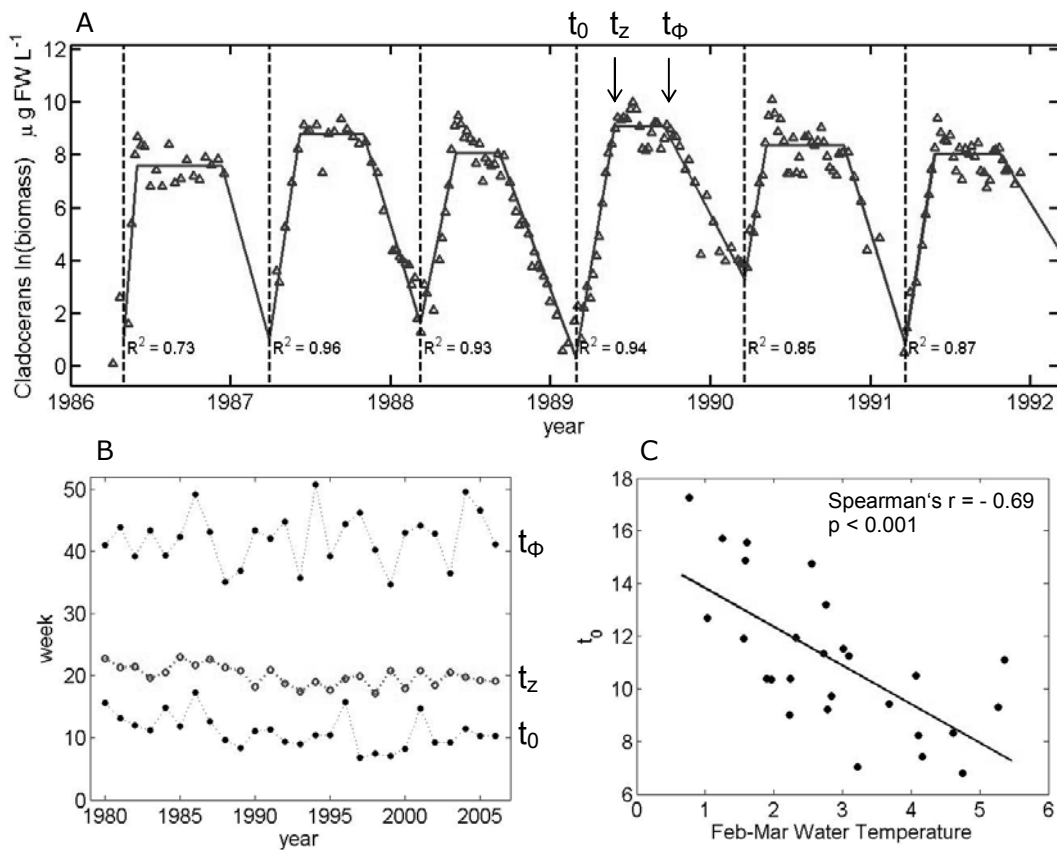 A
t0 tz tΦ
Cladocerans ln(biomass) μ g FW L-1
12
10
8
6
4
2
0
R2 = 0.73 R2 = 0.96 R2 = 0.93 R2 = 0.94 R2 = 0.85 R2 = 0.87
1986 1987 1988 1989 1990 1991 1992
year
B
week
50
40
30
20
10
0
tΦ
tz
t0
1980 1985 1990 1995 2000 2005
year
C
Spearman‘s r = - 0.69
p < 0.001
t0
18
16
14
12
10
8
6
0 1 2 3 4 5 6
Feb-Mar Water Temperature